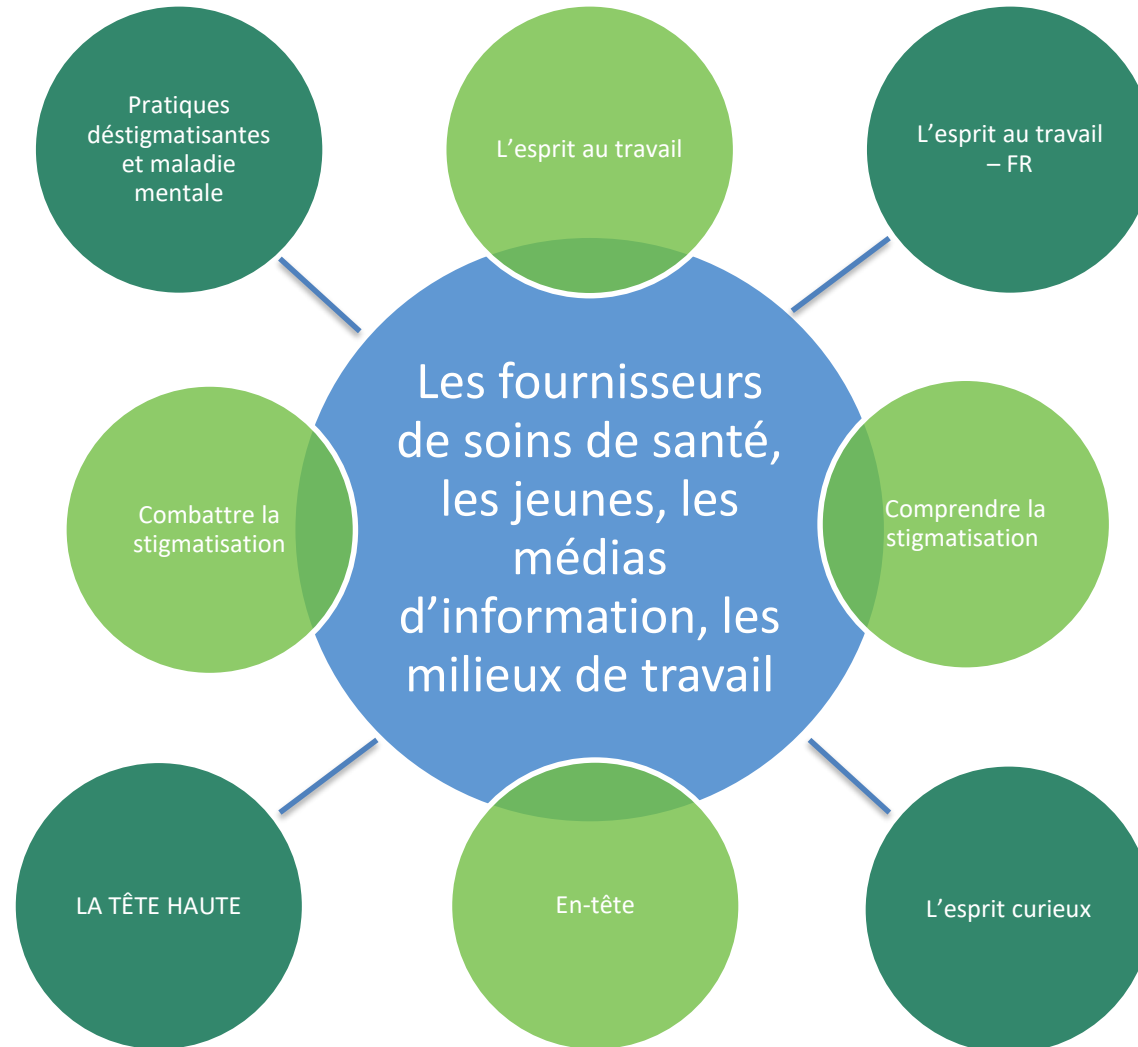 Pratiques
déstigmatisantes
et maladie
mentale
L’esprit au travail
L’esprit au travail
– FR
Combattre la
stigmatisation
Les fournisseurs
de soins de santé,
les jeunes, les
médias
d’information, les
milieux de travail
Comprendre la
stigmatisation
LA TÊTE HAUTE
En-tête
L’esprit curieux